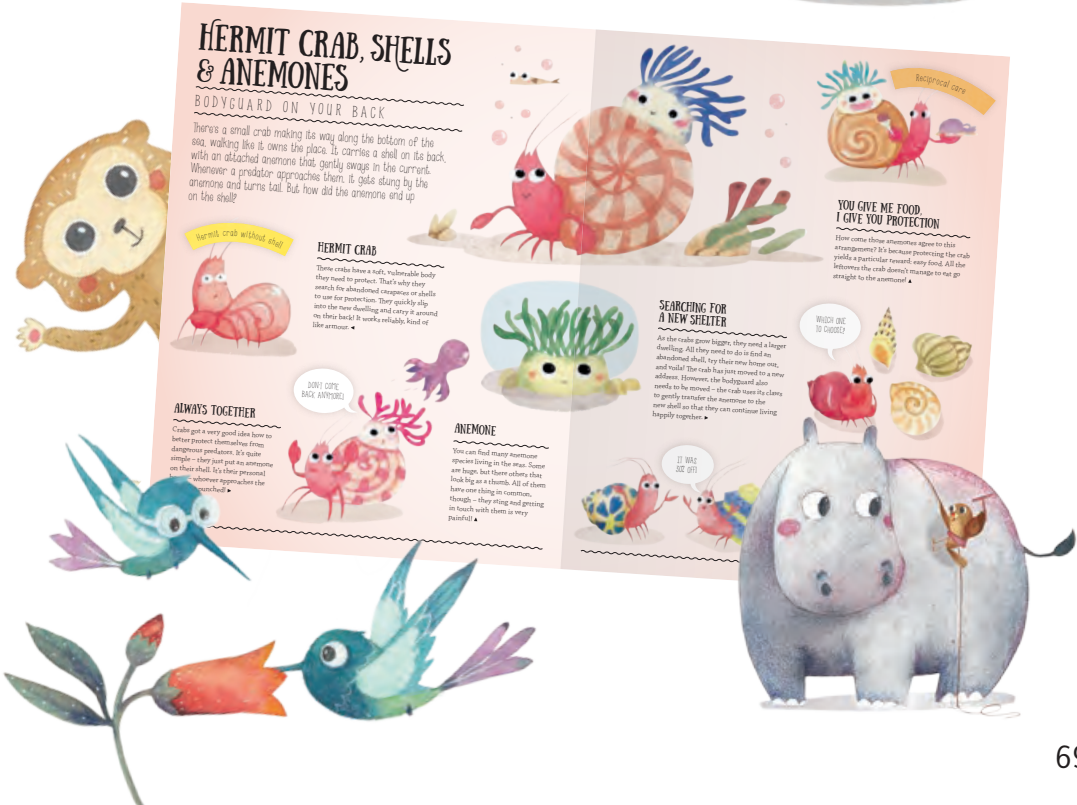 HERMIT CRAB, SHELLS
& ANEMONES
BODYGUARD ON YOUR BACK
There's a small crab making its way along the bottom of the
sea, walking like it owns the place. It carries a shell on its back,
with an attached anemone that gently sways in the current.
Whenever a predator approaches them, it gets stung by the
anemone and turns tail. But how did the anemone end up
on the shell?
Hermit crab without shell
HERMIT CRAB
These crabs have a soft, vulnerable body
they need to protect. That's why they
search for abandoned carapaces or shells
to use for protection. They quickly slip
into the new dwelling and carry it around
on their back! It works reliably, kind of
like armour.
ALWAYS TOGETHER
Crabs got a very good idea how to
better protect themselves from
dangerous predators. It's quite
simple – they just put an anemone
on their shell. It's their personal
– whoever approaches the
punched!
DON'T COME
BACK ANYMORE!
ANEMONE
You can find many anemone
species living in the seas. Some
are huge, but there others that
look big as a thumb. All of them
have one thing in common,
though – they sting and getting
in touch with them is very
painful!
Reciprocal care
YOU GIVE ME FOOD,
I GIVE YOU PROTECTION
How come those anemones agree to this
arrangement? It's because protecting the crab
yields a particular reward: easy food. All the
leftovers the crab doesn't manage to eat go
straight to the anemone!
SEARCHING FOR
A NEW SHELTER
As the crabs grow bigger, they need a larger
dwelling. All they need to do is find an
abandoned shell, try their new home out,
and voila! The crab has just moved to a new
address. However, the bodyguard also
needs to be moved – the crab uses its claws
to gently transfer the anemone to the
new shell so that they can continue living
happily together.
WHICH ONE
TO CHOOSE?
IT WAS
50% OFF!
69